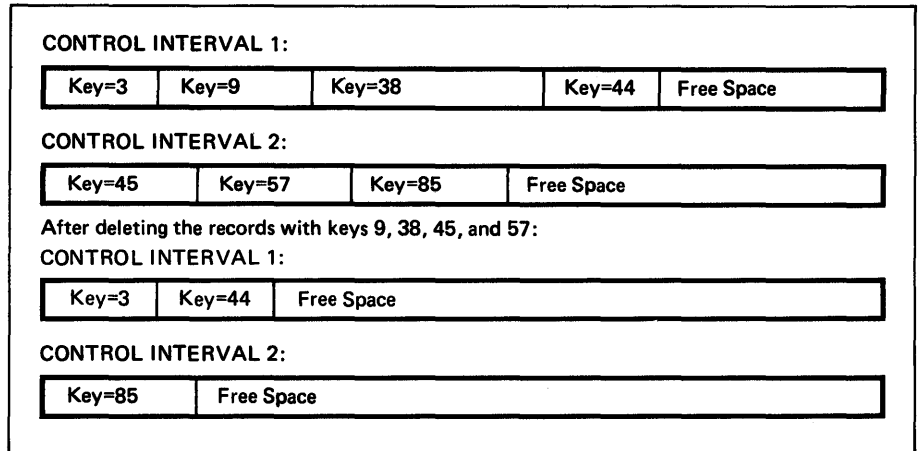 CONTROL INTERVAL 1:
Key=3 Key=9 Key=38 Key=44 Free Space
CONTROL INTERVAL 2:
Key=45 Key=57 Key=85 Free Space
After deleting the records with keys 9, 38, 45, and 57:
CONTROL INTERVAL 1:
Key=3 Key=44 Free Space
CONTROL INTERVAL 2:
Key=85 Free Space